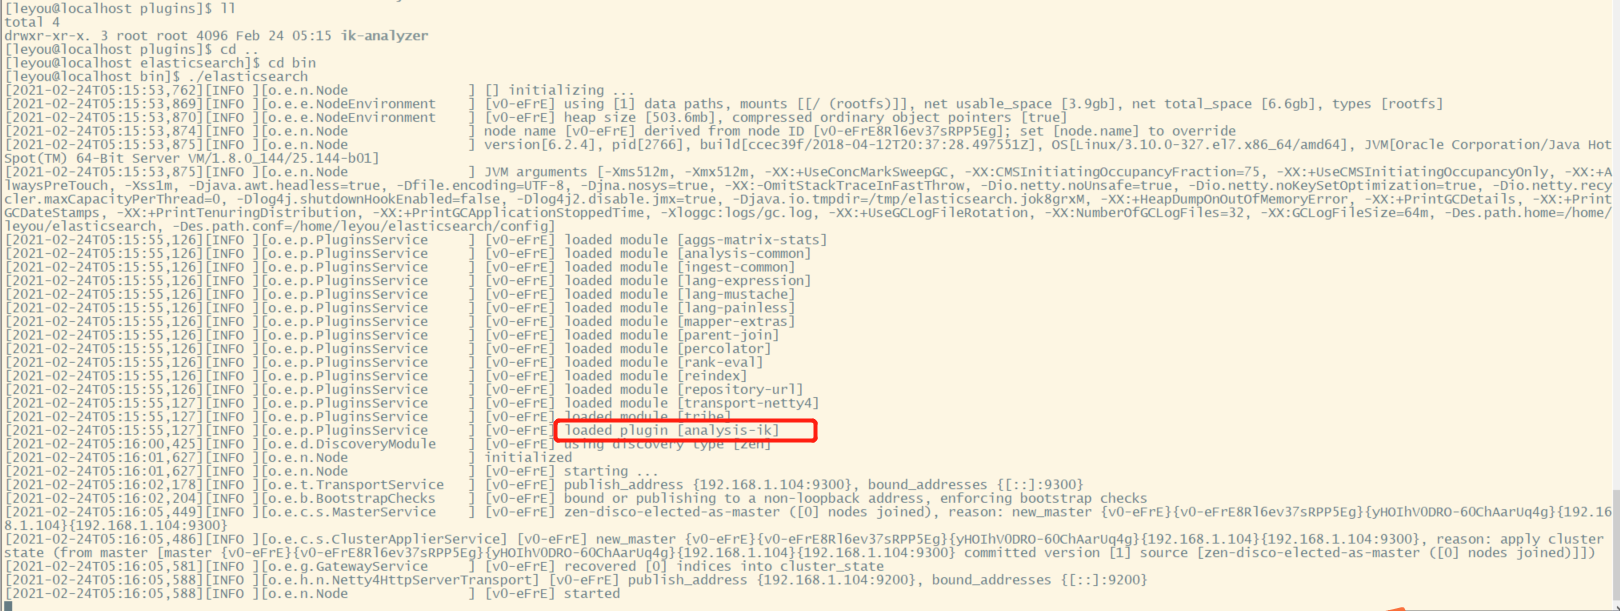 [leyou@localhost plugins]$ ll
total 4
drwxr-xr-x. 3 root root 4096 Feb 24 05:15 ik-analyzer
[leyou@localhost plugins]$ cd ..
[leyou@localhost elasticsearch]$ cd bin
[leyou@localhost bin]$ ./elasticsearch
[2021-02-24T05:15:53,762][INFO ][o.e.n.Node               ] [] initializing ...
[2021-02-24T05:15:53,869][INFO ][o.e.e.NodeEnvironment    ] [v0-eFrE] using [1] data paths, mounts [[/ (rootfs)]], net usable_space [3.9gb], net total_space [6.6gb], types [rootfs]
[2021-02-24T05:15:53,870][INFO ][o.e.e.NodeEnvironment    ] [v0-eFrE] heap size [503.6mb], compressed ordinary object pointers [true]
[2021-02-24T05:15:53,874][INFO ][o.e.n.Node               ] node name [v0-eFrE] derived from node ID [v0-eFrE8Rl6ev37sRPP5Eg]; set [node.name] to override
[2021-02-24T05:15:53,875][INFO ][o.e.n.Node               ] version[6.2.4], pid[2766], build[ccec39f/2018-04-12T20:37:28.497551Z], OS[Linux/3.10.0-327.el7.x86_64/amd64], JVM[Oracle Corporation/Java Hot
Spot(TM) 64-Bit Server VM/1.8.0_144/25.144-b01]
[2021-02-24T05:15:53,875][INFO ][o.e.n.Node               ] JVM arguments [-Xms512m, -Xmx512m, -XX:+UseConcMarkSweepGC, -XX:CMSInitiatingOccupancyFraction=75, -XX:+UseCMSInitiatingOccupancyOnly, -XX:+A
lwaysPreTouch, -Xss1m, -Djava.awt.headless=true, -Dfile.encoding=UTF-8, -Djna.nosys=true, -XX:-OmitStackTraceInFastThrow, -Dio.netty.noUnsafe=true, -Dio.netty.noKeySetOptimization=true, -Dio.netty.recy
cler.maxCapacityPerThread=0, -Dlog4j.shutdownHookEnabled=false, -Dlog4j2.disable.jmx=true, -Djava.io.tmpdir=/tmp/elasticsearch.jok8grxM, -XX:+HeapDumpOnOutOfMemoryError, -XX:+PrintGCDetails, -XX:+Print
GCDateStamps, -XX:+PrintTenuringDistribution, -XX:+PrintGCApplicationStoppedTime, -Xloggc:logs/gc.log, -XX:+UseGCLogFileRotation, -XX:NumberOfGCLogFiles=32, -XX:GCLogFileSize=64m, -Des.path.home=/home/
leyou/elasticsearch, -Des.path.conf=/home/leyou/elasticsearch/config]
[2021-02-24T05:15:55,126][INFO ][o.e.p.PluginsService     ] [v0-eFrE] loaded module [aggs-matrix-stats]
[2021-02-24T05:15:55,126][INFO ][o.e.p.PluginsService     ] [v0-eFrE] loaded module [analysis-common]
[2021-02-24T05:15:55,126][INFO ][o.e.p.PluginsService     ] [v0-eFrE] loaded module [ingest-common]
[2021-02-24T05:15:55,126][INFO ][o.e.p.PluginsService     ] [v0-eFrE] loaded module [lang-expression]
[2021-02-24T05:15:55,126][INFO ][o.e.p.PluginsService     ] [v0-eFrE] loaded module [lang-mustache]
[2021-02-24T05:15:55,126][INFO ][o.e.p.PluginsService     ] [v0-eFrE] loaded module [lang-painless]
[2021-02-24T05:15:55,126][INFO ][o.e.p.PluginsService     ] [v0-eFrE] loaded module [mapper-extras]
[2021-02-24T05:15:55,126][INFO ][o.e.p.PluginsService     ] [v0-eFrE] loaded module [parent-join]
[2021-02-24T05:15:55,126][INFO ][o.e.p.PluginsService     ] [v0-eFrE] loaded module [percolator]
[2021-02-24T05:15:55,126][INFO ][o.e.p.PluginsService     ] [v0-eFrE] loaded module [rank-eval]
[2021-02-24T05:15:55,126][INFO ][o.e.p.PluginsService     ] [v0-eFrE] loaded module [reindex]
[2021-02-24T05:15:55,126][INFO ][o.e.p.PluginsService     ] [v0-eFrE] loaded module [repository-url]
[2021-02-24T05:15:55,127][INFO ][o.e.p.PluginsService     ] [v0-eFrE] loaded module [transport-netty4]
[2021-02-24T05:15:55,127][INFO ][o.e.p.PluginsService     ] [v0-eFrE] loaded module [tribe]
[2021-02-24T05:15:55,127][INFO ][o.e.p.PluginsService     ] [v0-eFrE] loaded plugin [analysis-ik]
[2021-02-24T05:16:00,425][INFO ][o.e.d.DiscoveryModule    ] [v0-eFrE] using discovery type [zen]
[2021-02-24T05:16:01,627][INFO ][o.e.n.Node               ] initialized
[2021-02-24T05:16:01,627][INFO ][o.e.n.Node               ] [v0-eFrE] starting ...
[2021-02-24T05:16:02,178][INFO ][o.e.t.TransportService   ] [v0-eFrE] publish_address {192.168.1.104:9300}, bound_addresses {[::]:9300}
[2021-02-24T05:16:02,204][INFO ][o.e.b.BootstrapChecks    ] [v0-eFrE] bound or publishing to a non-loopback address, enforcing bootstrap checks
[2021-02-24T05:16:05,449][INFO ][o.e.c.s.MasterService    ] [v0-eFrE] zen-disco-elected-as-master ([0] nodes joined), reason: new_master {v0-eFrE}{v0-eFrE8Rl6ev37sRPP5Eg}{yHOIhV0DRO-6OChAarUq4g}{192.16
8.1.104}{192.168.1.104:9300}
[2021-02-24T05:16:05,486][INFO ][o.e.c.s.ClusterApplierService] [v0-eFrE] new_master {v0-eFrE}{v0-eFrE8Rl6ev37sRPP5Eg}{yHOIhV0DRO-6OChAarUq4g}{192.168.1.104}{192.168.1.104:9300}, reason: apply cluster
state (from master [master {v0-eFrE}{v0-eFrE8Rl6ev37sRPP5Eg}{yHOIhV0DRO-6OChAarUq4g}{192.168.1.104}{192.168.1.104:9300} committed version [1] source [zen-disco-elected-as-master ([0] nodes joined)]])
[2021-02-24T05:16:05,581][INFO ][o.e.g.GatewayService     ] [v0-eFrE] recovered [0] indices into cluster_state
[2021-02-24T05:16:05,588][INFO ][o.e.h.n.Netty4HttpServerTransport] [v0-eFrE] publish_address {192.168.1.104:9200}, bound_addresses {[::]:9200}
[2021-02-24T05:16:05,588][INFO ][o.e.n.Node               ] [v0-eFrE] started